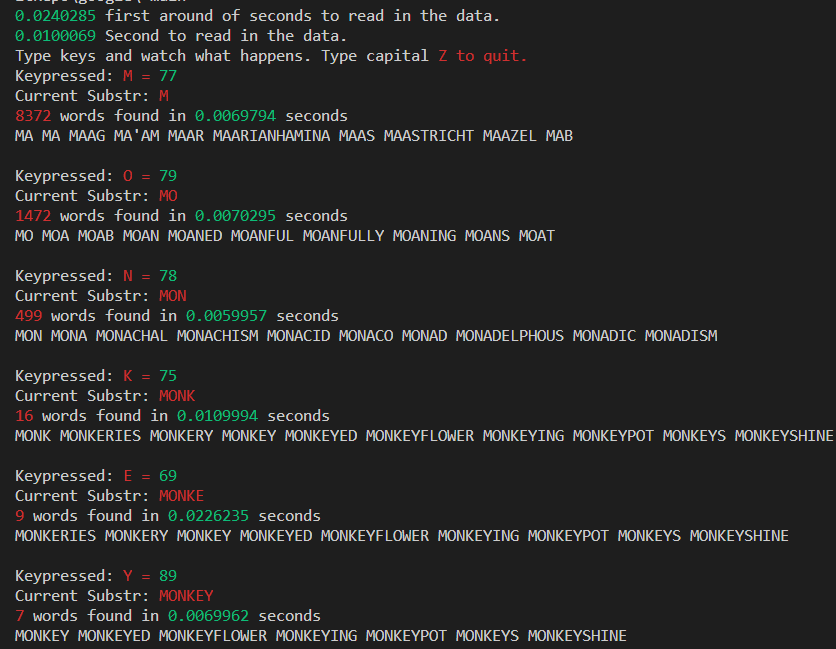 0.0240285 first around of seconds to read in the data.
0.0100069 Second to read in the data.
Type keys and watch what happens. Type capital Z to quit.
Keypressed: M = 77
Current Substr: M
8372 words found in 0.0069794 seconds
MA MA MAAG MA'AM MAAR MAARIANHAMINA MAAS MAASTRICHT MAAZEL MAB
Keypressed: O = 79
Current Substr: MO
1472 words found in 0.0070295 seconds
MO MOA MOAB MOAN MOANED MOANFUL MOANFULLY MOANING MOANS MOAT
Keypressed: N = 78
Current Substr: MON
499 words found in 0.0059957 seconds
MON MONA MONACHAL MONACHISM MONACID MONACO MONAD MONADELPHOUS MONADIC MONADISM
Keypressed: K = 75
Current Substr: MONK
16 words found in 0.0109994 seconds
MONK MONKERIES MONKERY MONKEY MONKEYED MONKEYFLOWER MONKEYING MONKEYPOT MONKEYS MONKEYSHINE
Keypressed: E = 69
Current Substr: MONKE
9 words found in 0.0226235 seconds
MONKERIES MONKERY MONKEY MONKEYED MONKEYFLOWER MONKEYING MONKEYPOT MONKEYS MONKEYSHINE
Keypressed: Y = 89
Current Substr: MONKEY
7 words found in 0.0069962 seconds
MONKEY MONKEYED MONKEYFLOWER MONKEYING MONKEYPOT MONKEYS MONKEYSHINE